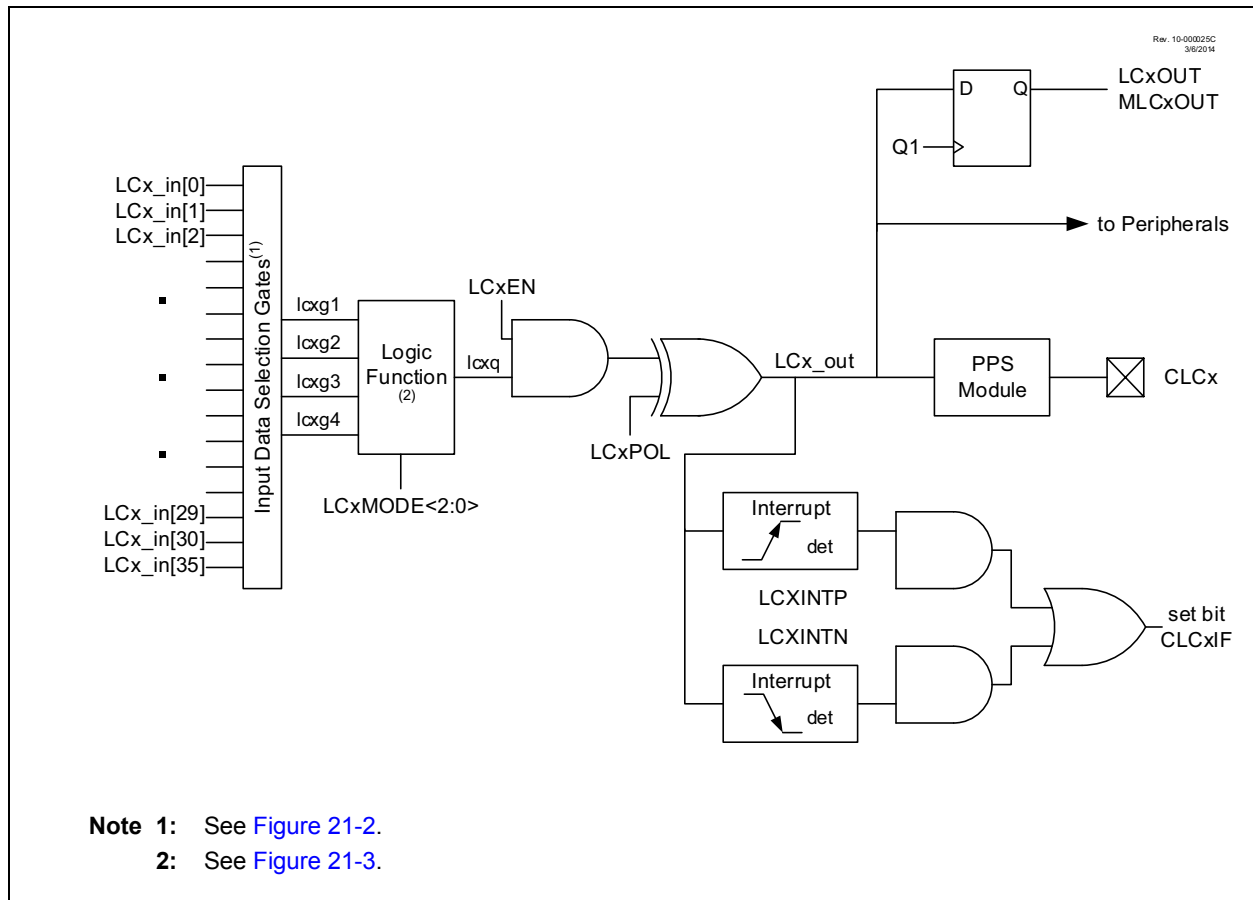 Rev. 10-000025C
3/6/2014
LCxOUT
MLCxOUT
D
Q
Q1
to Peripherals
LCx_in[0]
LCx_in[1]
LCx_in[2]
LCx_in[29]
LCx_in[30]
LCx_in[35]
Input Data Selection Gates(1)
lcxg1
lcxg2
lcxg3
lcxg4
Logic
Function
(2)
LCxMODE<2:0>
lcxq
LCxEN
LCxPOL
LCx_out
PPS
Module
CLCx
Interrupt
det
LCXINTP
LCXINTN
Interrupt
det
set bit
CLCxIF
Note 1: See Figure 21-2.
2: See Figure 21-3.